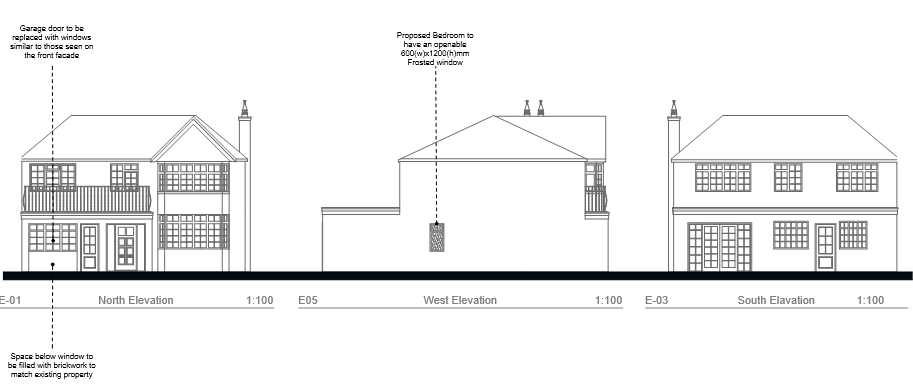 Garage door to be
replaced with windows
similar to those seen on
the front facade
Proposed Bedroom to
have an openable
600(w)x1200(h)mm
Frosted window
E-01 North Elevation 1:100
E05 West Elevation 1:100
E-03 South Elavation 1:100
Space below window to
be filled with brickwork to
match existing property